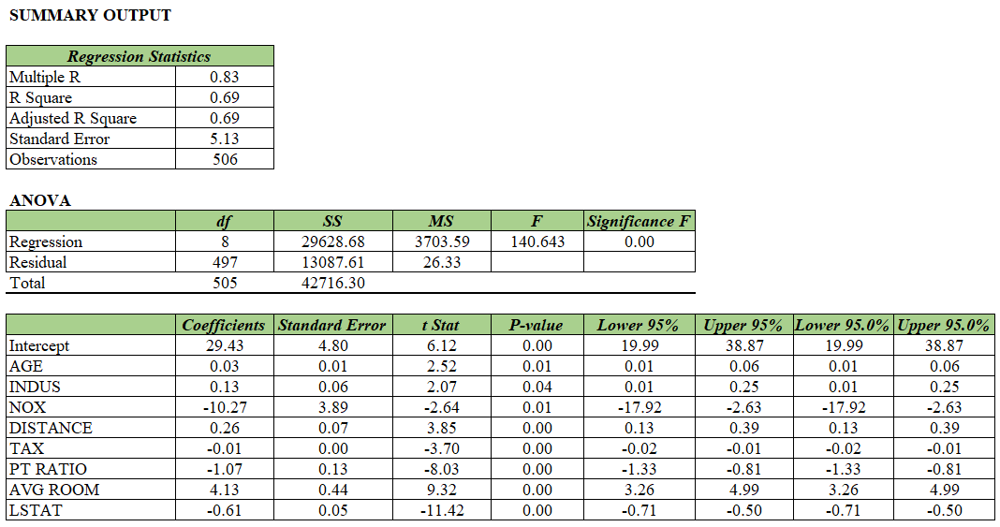 SUMMARY OUTPUT
Regression Statistics
Multiple R 0.83
R Square 0.69
Adjusted R Square 0.69
Standard Error 5.13
Observations 506
ANOVA
df SS MS F Significance F
Regression 8 29628.68 3703.59 140.643 0.00
Residual 497 13087.61 26.33
Total 505 42716.30
Coefficients Standard Error t Stat P-value Lower 95% Upper 95% Lower 95.0% Upper 95.0%
Intercept 29.43 4.80 6.12 0.00 19.99 38.87 19.99 38.87
AGE 0.03 0.01 2.52 0.01 0.01 0.06 0.01 0.06
INDUS 0.13 0.06 2.07 0.04 0.01 0.25 0.01 0.25
NOX -10.27 3.89 -2.64 0.01 -17.92 -2.63 -17.92 -2.63
DISTANCE 0.26 0.07 3.85 0.00 0.13 0.39 0.13 0.39
TAX -0.01 0.00 -3.70 0.00 -0.02 -0.01 -0.02 -0.01
PT RATIO -1.07 0.13 -8.03 0.00 -1.33 -0.81 -1.33 -0.81
AVG ROOM 4.13 0.44 9.32 0.00 3.26 4.99 3.26 4.99
LSTAT -0.61 0.05 -11.42 0.00 -0.71 -0.50 -0.71 -0.50